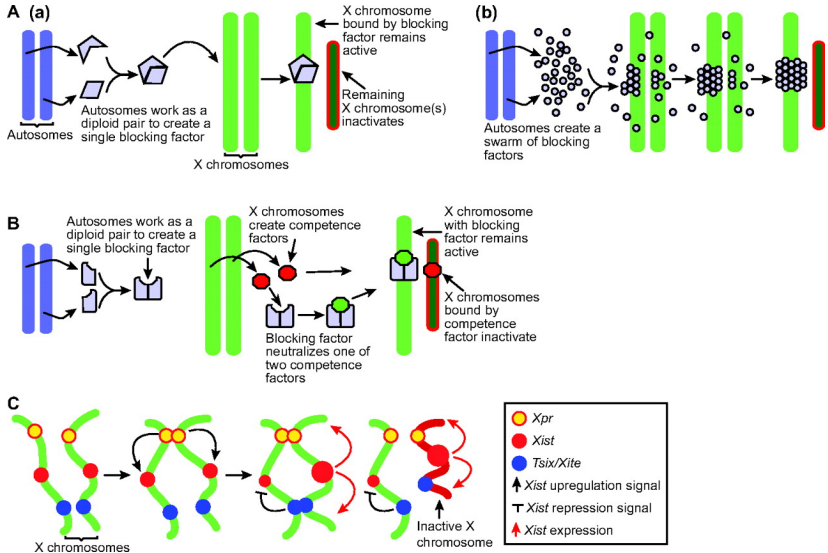 A (a)
X chromosome
bound by blocking
factor remains
active
Autosomes
Autosomes work as a
diploid pair to create a
single blocking factor
X chromosomes
Remaining
X chromosome(s)
inactivates
(b)
Autosomes create a
swarm of blocking
factors
B
Autosomes work as a
diploid pair to create a
single blocking factor
X chromosomes
create competence
factors
Blocking factor
neutralizes one of
two competence
factors
X chromosome
with blocking
factor remains
active
X chromosomes
bound by
competence
factor inactivate
C
X chromosomes
Inactive X
chromosome
Xpr
Xist
Tsix/Xite
Xist upregulation signal
Xist repression signal
Xist expression